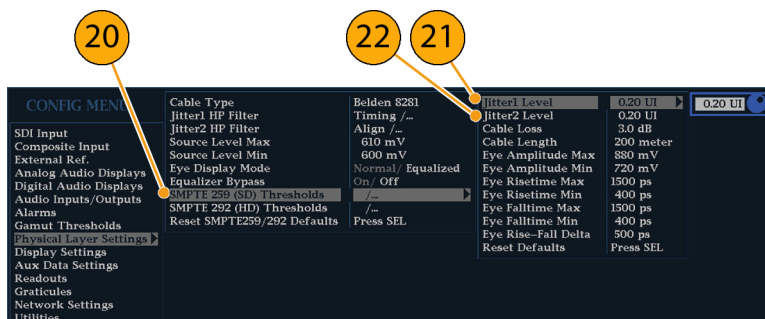 20
22
21
CONFIG MENU
SDI Input
Composite Input
External Ref.
Analog Audio Displays
Digital Audio Displays
Audio Inputs/Outputs
Alarms
Gamut Thresholds
Physical Layer Settings
Display Settings
Aux Data Settings
Readouts
Graticules
Network Settings
Utilities
Cable Type Belden 8281
Jitter1 HP Filter Timing /...
Jitter2 HP Filter Align /...
Source Level Max 610 mV
Source Level Min 600 mV
Eye Display Mode Normal/ Equalized
Equalizer Bypass On/ Off
SMPTE 259 (SD) Thresholds /...
SMPTE 292 (HD) Thresholds /...
Reset SMPTE259/292 Defaults Press SEL
Jitter1 Level 0.20 UI
Jitter2 Level 0.20 UI
Cable Loss 3.0 dB
Cable Length 200 meter
Eye Amplitude Max 880 mV
Eye Amplitude Min 720 mV
Eye Risetime Max 1500 ps
Eye Risetime Min 400 ps
Eye Falltime Max 1500 ps
Eye Falltime Min 400 ps
Eye Rise–Fall Delta 500 ps
Reset Defaults Press SEL
0.20 UI